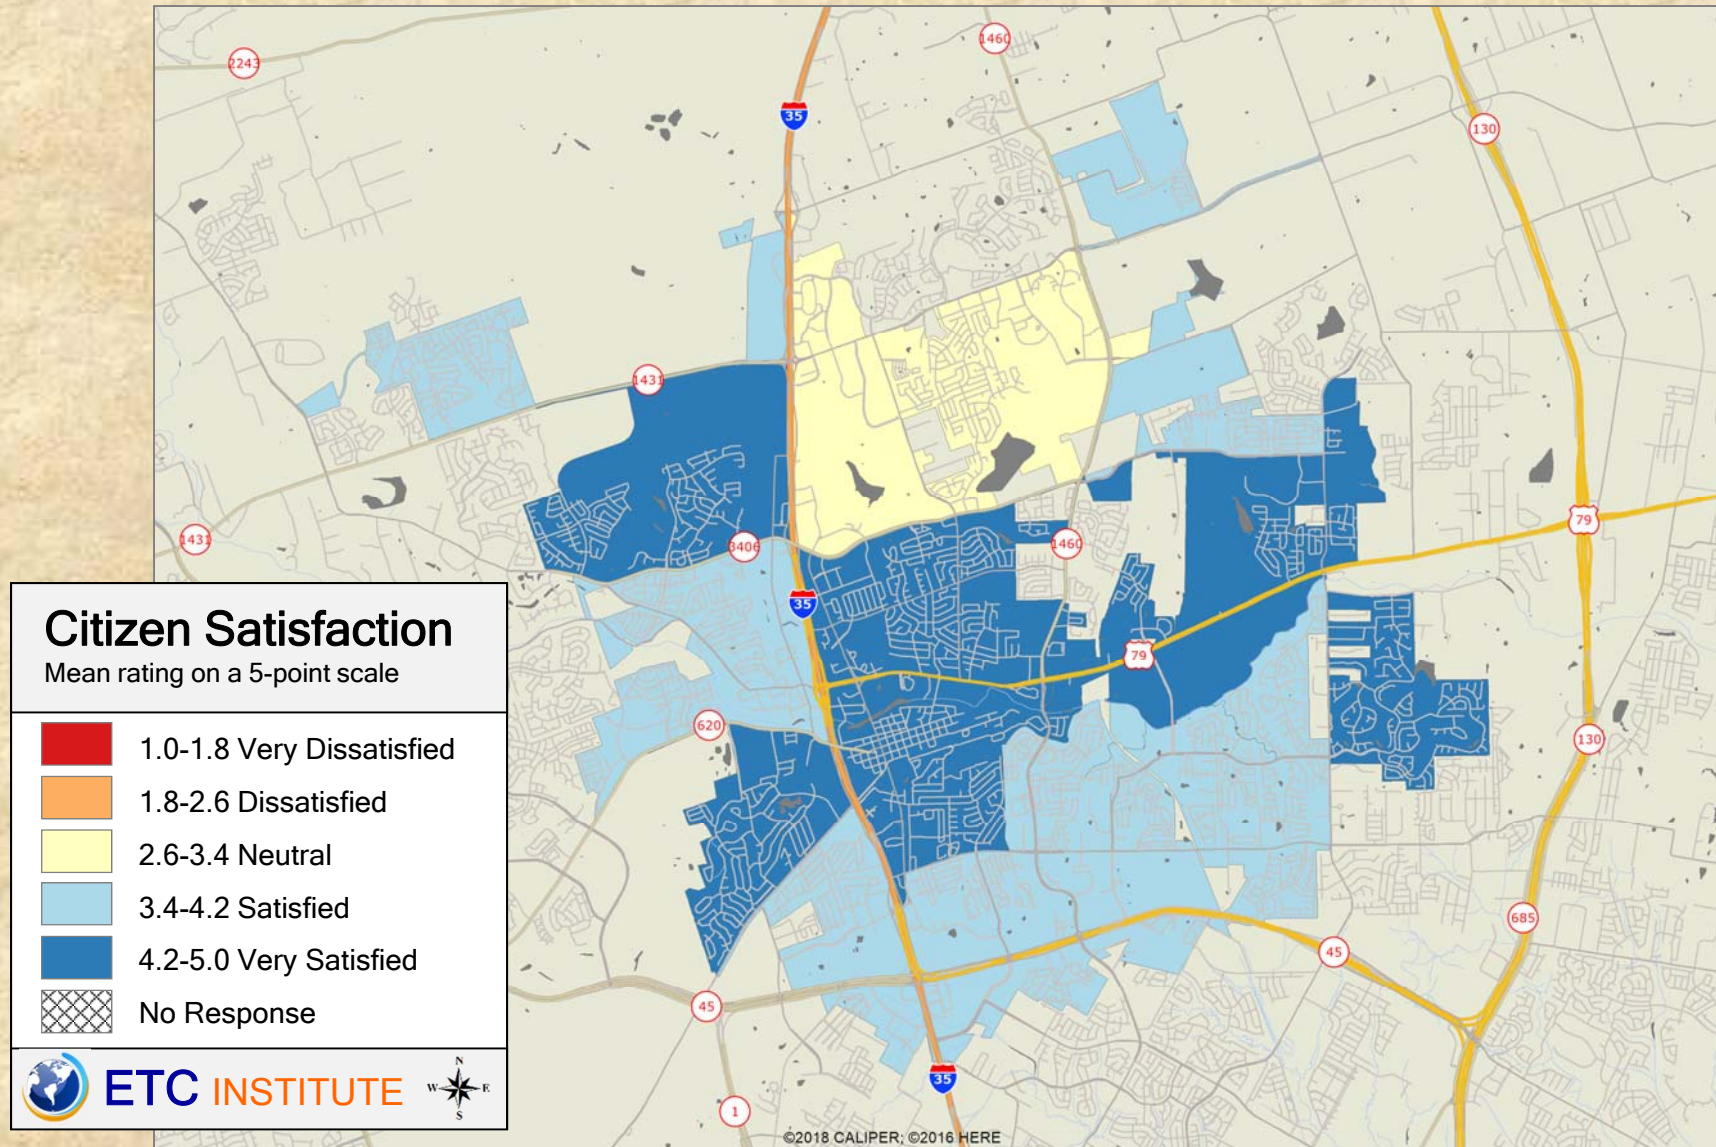 2243
1460
35
130
1431
79
1431
3406
1460
35
Citizen Satisfaction
Mean rating on a 5-point scale
79
620
130
1.0-1.8 Very Dissatisfied
1.8-2.6 Dissatisfied
2.6-3.4 Neutral
3.4-4.2 Satisfied
4.2-5.0 Very Satisfied
No Response
685
45
45
35
1
ETC INSTITUTE
N
W E
S
©2018 CALIPER; ©2016 HERE